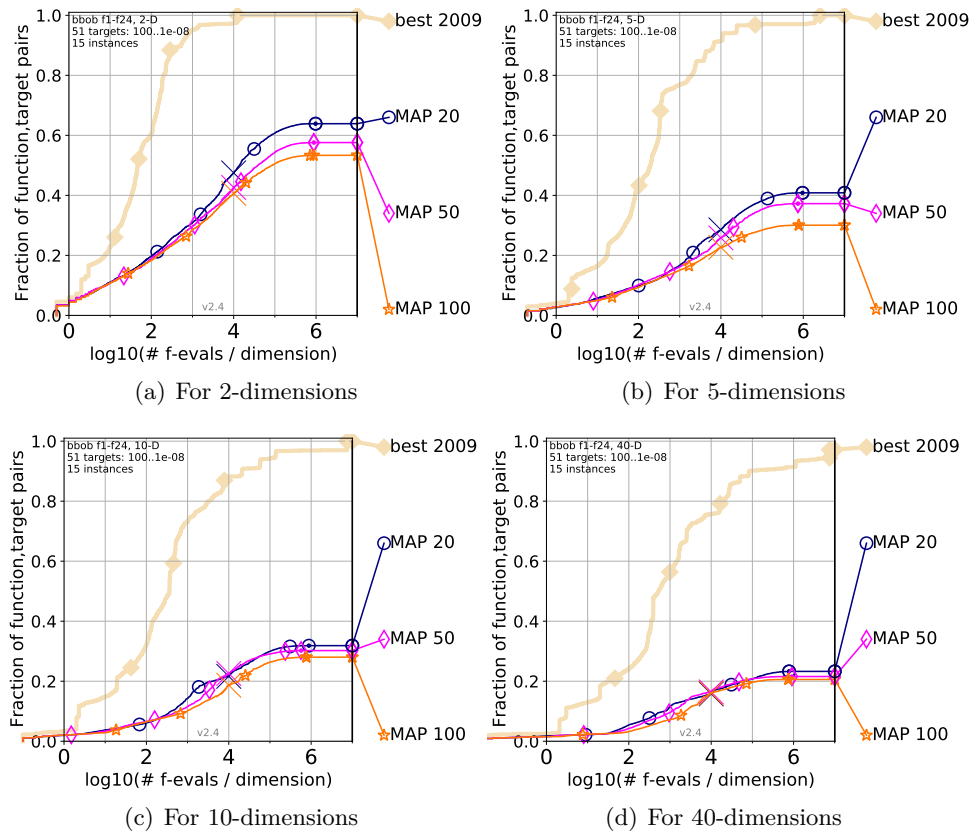 bbob f1-f24, 2-D
51 targets: 100..1e-08
15 instances
Fraction of function,target pairs
1.0
0.8
0.6
0.4
0.2
0.0
0
2
4
6
log10(# f-evals / dimension)
v2.4
best 2009
MAP 20
MAP 50
MAP 100
(a) For 2-dimensions
bbob f1-f24, 5-D
51 targets: 100..1e-08
15 instances
Fraction of function,target pairs
1.0
0.8
0.6
0.4
0.2
0.0
0
2
4
6
log10(# f-evals / dimension)
v2.4
best 2009
MAP 20
MAP 50
MAP 100
(b) For 5-dimensions
bbob f1-f24, 10-D
51 targets: 100..1e-08
15 instances
Fraction of function,target pairs
1.0
0.8
0.6
0.4
0.2
0.0
0
2
4
6
log10(# f-evals / dimension)
v2.4
best 2009
MAP 20
MAP 50
MAP 100
(c) For 10-dimensions
bbob f1-f24, 40-D
51 targets: 100..1e-08
15 instances
Fraction of function,target pairs
1.0
0.8
0.6
0.4
0.2
0.0
0
2
4
6
log10(# f-evals / dimension)
v2.4
best 2009
MAP 20
MAP 50
MAP 100
(d) For 40-dimensions